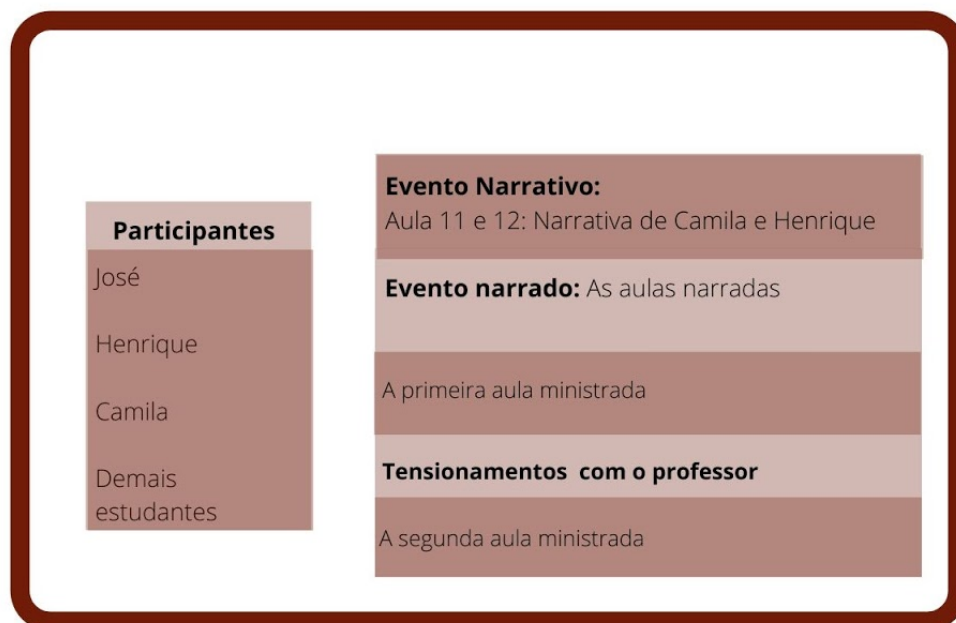 Participantes
José
Henrique
Camila
Demais
estudantes
Evento Narrativo:
Aula 11 e 12: Narrativa de Camila e Henrique
Evento narrado: As aulas narradas
A primeira aula ministrada
Tensionamentos com o professor
A segunda aula ministrada